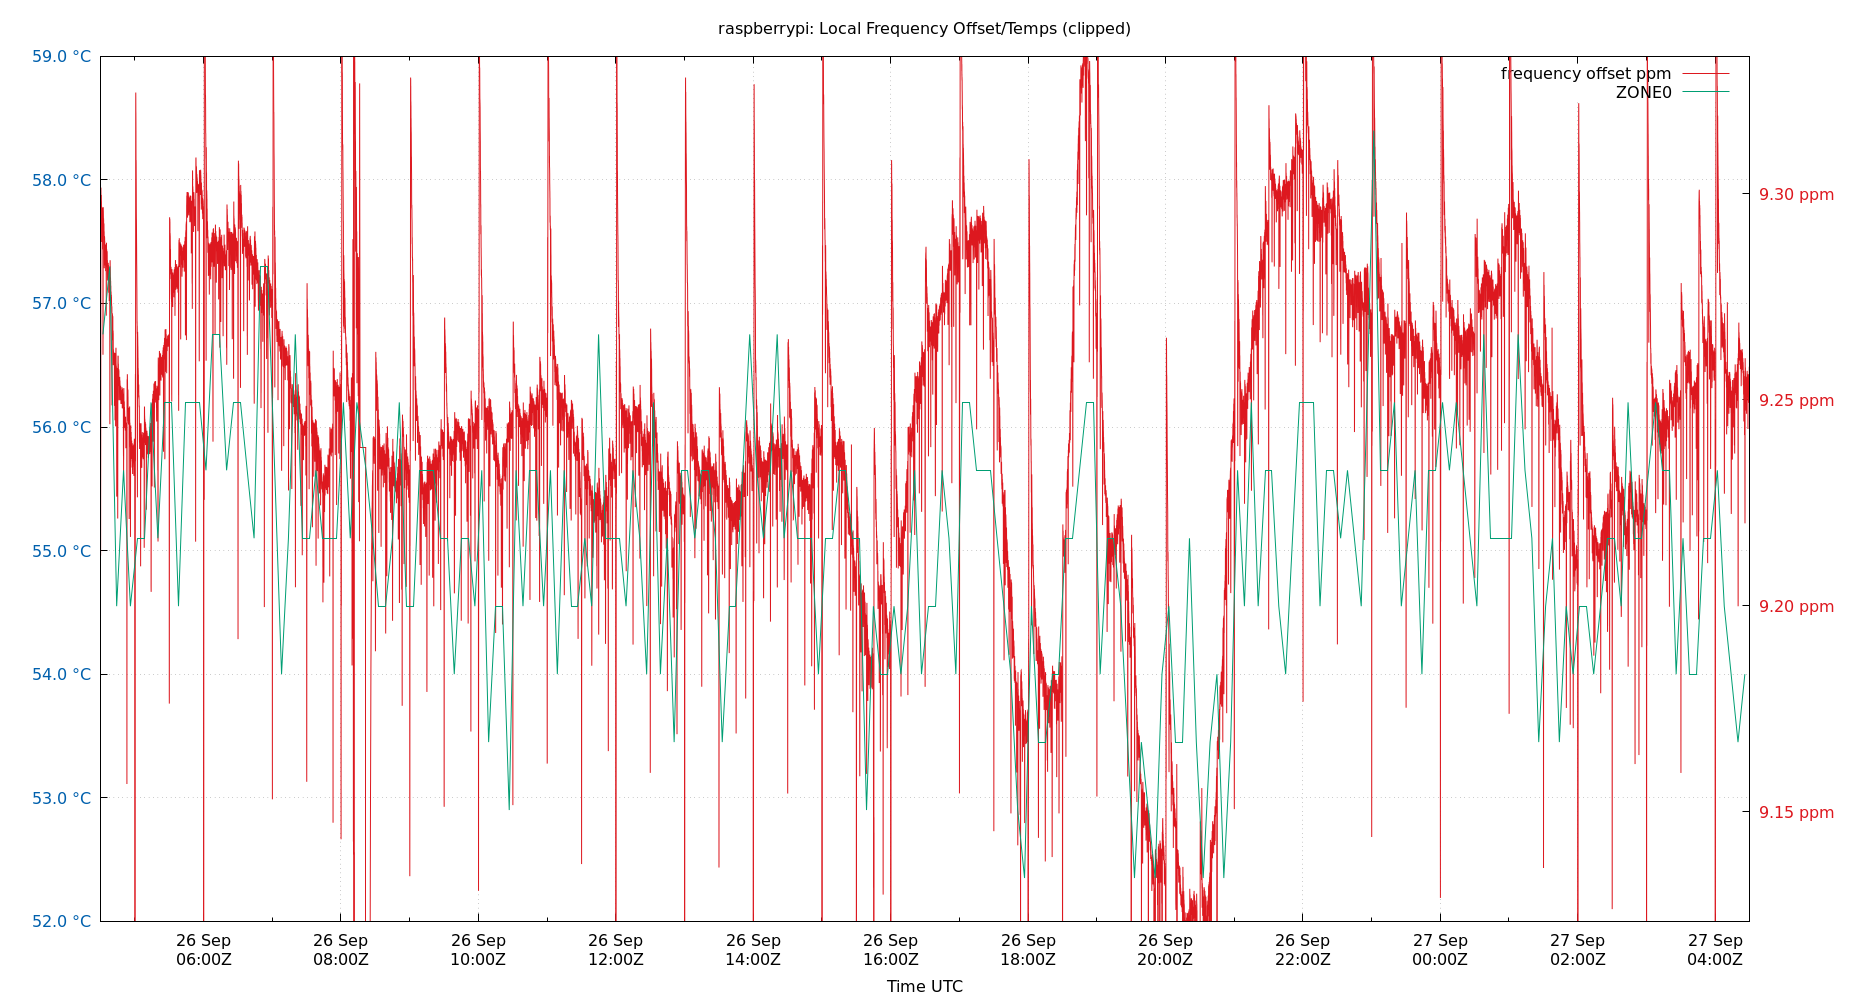 raspberrypi: Local Frequency Offset/Temps (clipped)
59.0 °C
58.0 °C
57.0 °C
56.0 °C
55.0 °C
54.0 °C
53.0 °C
52.0 °C
frequency offset ppm
ZONE0
9.30 ppm
9.25 ppm
9.20 ppm
9.15 ppm
26 Sep 26 Sep 26 Sep 26 Sep 26 Sep 26 Sep 26 Sep 26 Sep 26 Sep 27 Sep 27 Sep 27 Sep
06:00Z 08:00Z 10:00Z 12:00Z 14:00Z 16:00Z 18:00Z 20:00Z 22:00Z 00:00Z 02:00Z 04:00Z
Time UTC